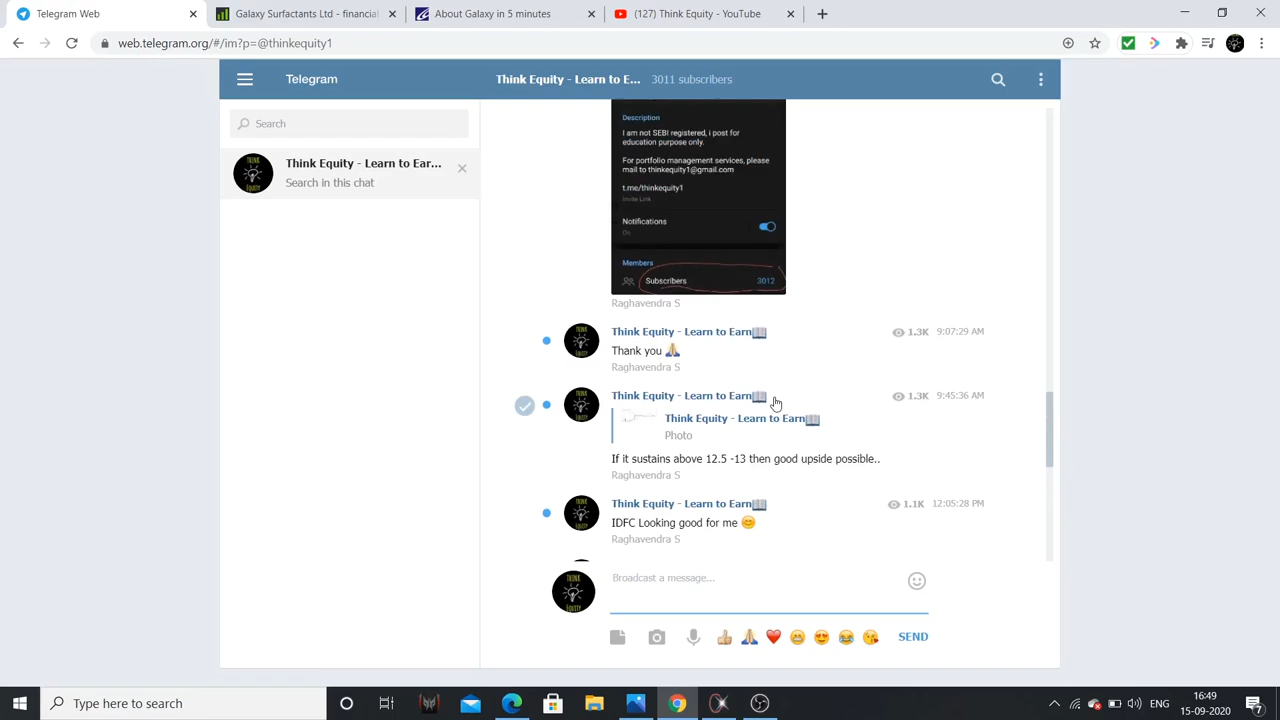 Telegram Web
Galaxy Surfactants Ltd - financial
About Galaxy in 5 minutes
(127) Think Equity - YouTube
web.telegram.org/#/im?p=@thinkequity1
Telegram
Think Equity - Learn to E... 3011 subscribers
Search
Think Equity - Learn to Ear...
Search in this chat
Description
I am not SEBI registered, i post for
education purpose only.
For portfolio management services, please
mail to thinkequity1@gmail.com
t.me/thinkequity1
Invite Link
Notifications
On
Members
Subscribers 3012
Raghavendra S
Think Equity - Learn to Earn📖 1.3K 9:07:29 AM
Thank you 🙏
Raghavendra S
Think Equity - Learn to Earn📖 1.3K 9:45:36 AM
Think Equity - Learn to Earn📖
Photo
If it sustains above 12.5 -13 then good upside possible..
Raghavendra S
Think Equity - Learn to Earn📖 1.1K 12:05:28 PM
IDFC Looking good for me 😊
Raghavendra S
Broadcast a message...
SEND
THINK EQUITY
Type here to search
ENG
16:49
15-09-2020
7